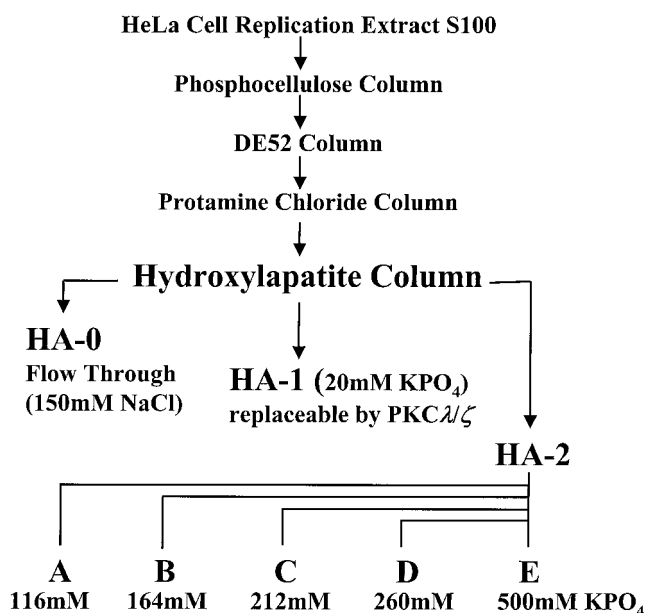 HeLa Cell Replication Extract S100
Phosphocellulose Column
DE52 Column
Protamine Chloride Column
Hydroxylapatite Column
HA-0
Flow Through
(150mM NaCl)
HA-1 (20mM KPO₄)
replaceable by PKCλ/ζ
HA-2
A B C D E
116mM 164mM 212mM 260mM 500mM KPO₄